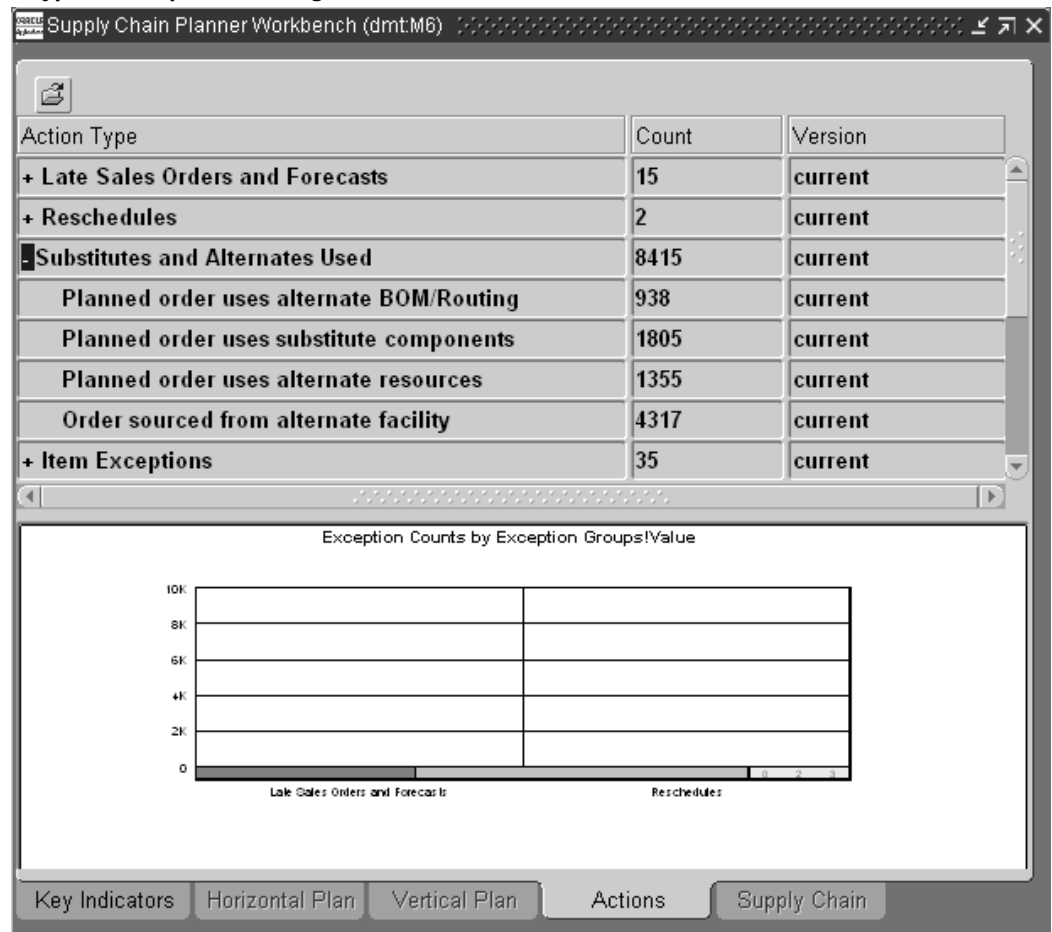 Supply Chain Planner Workbench (dmt:M6)
Action Type Count Version
+ Late Sales Orders and Forecasts 15 current
+ Reschedules 2 current
- Substitutes and Alternates Used 8415 current
Planned order uses alternate BOM/Routing 938 current
Planned order uses substitute components 1805 current
Planned order uses alternate resources 1355 current
Order sourced from alternate facility 4317 current
+ Item Exceptions 35 current
Exception Counts by Exception Groups!Value
10K
8K
6K
4K
2K
0
0 2 3
Late Sales Orders and Forecasts Reschedules
Key Indicators Horizontal Plan Vertical Plan Actions Supply Chain